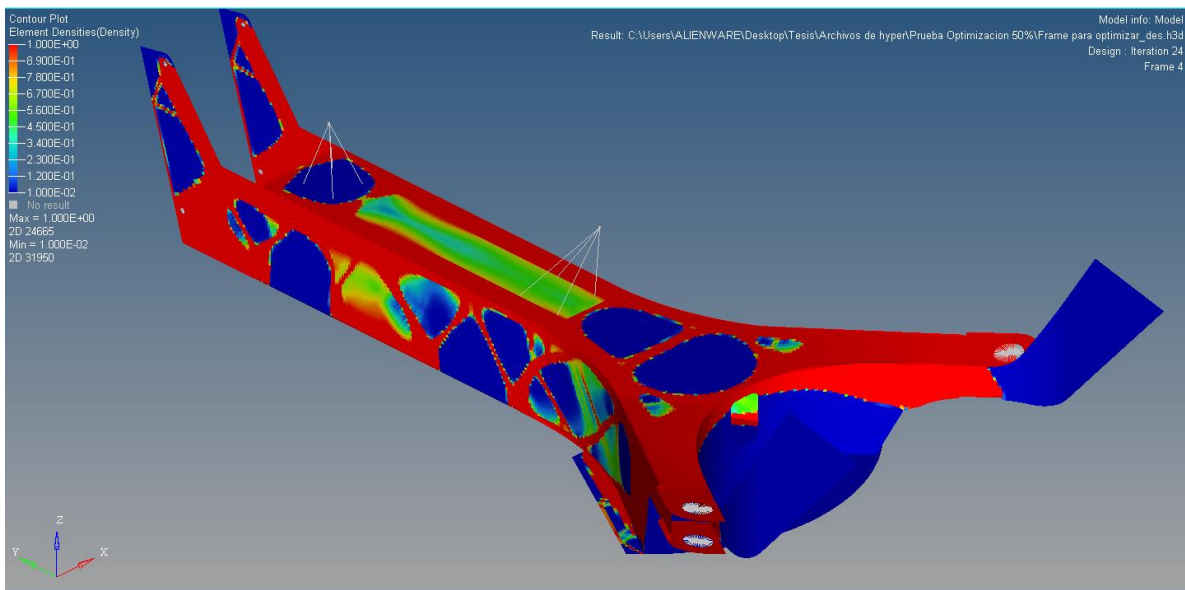 Contour Plot
Element Densities(Density)
1.000E+00
8.900E-01
7.800E-01
6.700E-01
5.600E-01
4.500E-01
3.400E-01
2.300E-01
1.200E-01
1.000E-02
No result
Max = 1.000E+00
2D 24665
Min = 1.000E-02
2D 31950
Model info: Model
Result: C:\Users\ALIENWARE\Desktop\Tesis\Archivos de hyper\Prueba Optimizacion 50%\Frame para optimizar_des.h3d
Design : Iteration 24
Frame 4
Z
Y
X